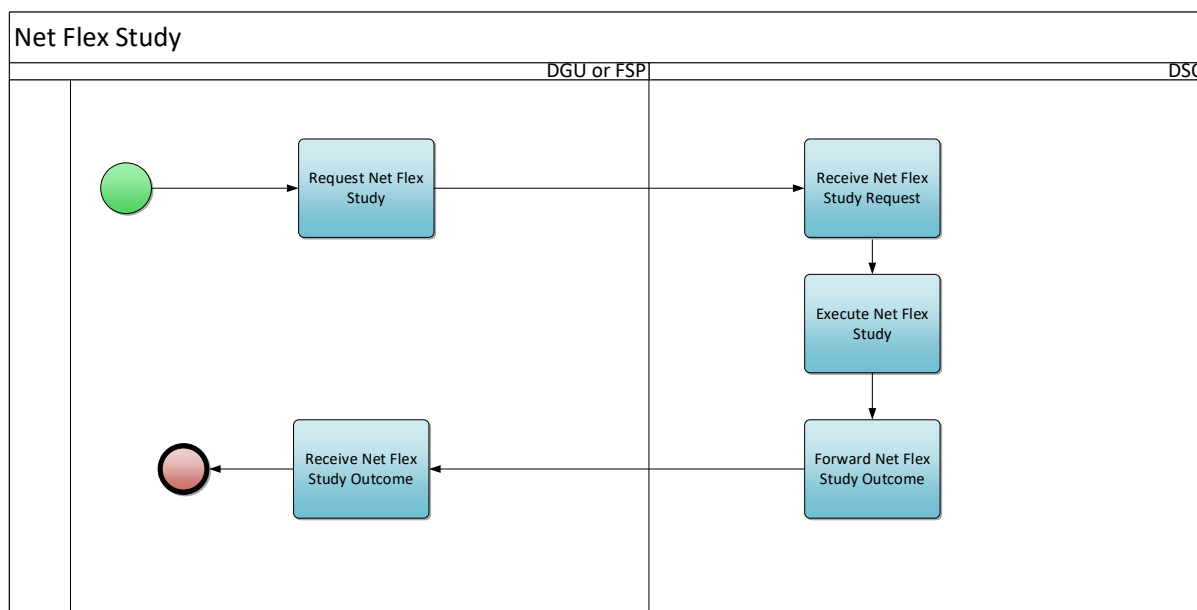 Net Flex Study
DGU or FSP
Request Net Flex
Study
Receive Net Flex
Study Request
Execute Net Flex
Study
Receive Net Flex
Study Outcome
Forward Net Flex
Study Outcome